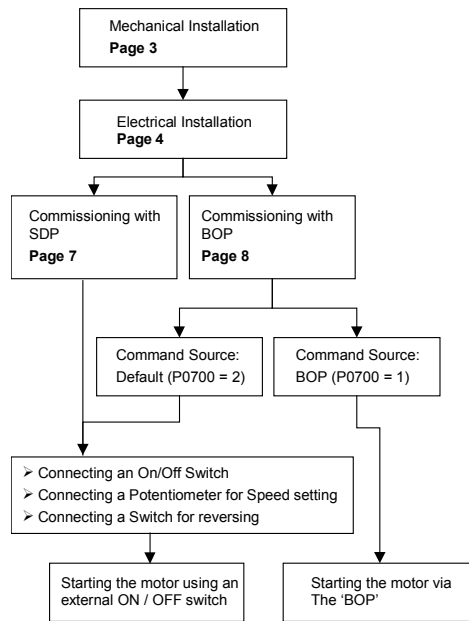 Mechanical Installation
Page 3
Electrical Installation
Page 4
Commissioning with
SDP
Page 7
Commissioning with
BOP
Page 8
Command Source:
Default (P0700 = 2)
Command Source:
BOP (P0700 = 1)
➢ Connecting an On/Off Switch
➢ Connecting a Potentiometer for Speed setting
➢ Connecting a Switch for reversing
Starting the motor using an
external ON / OFF switch
Starting the motor via
The ‘BOP’